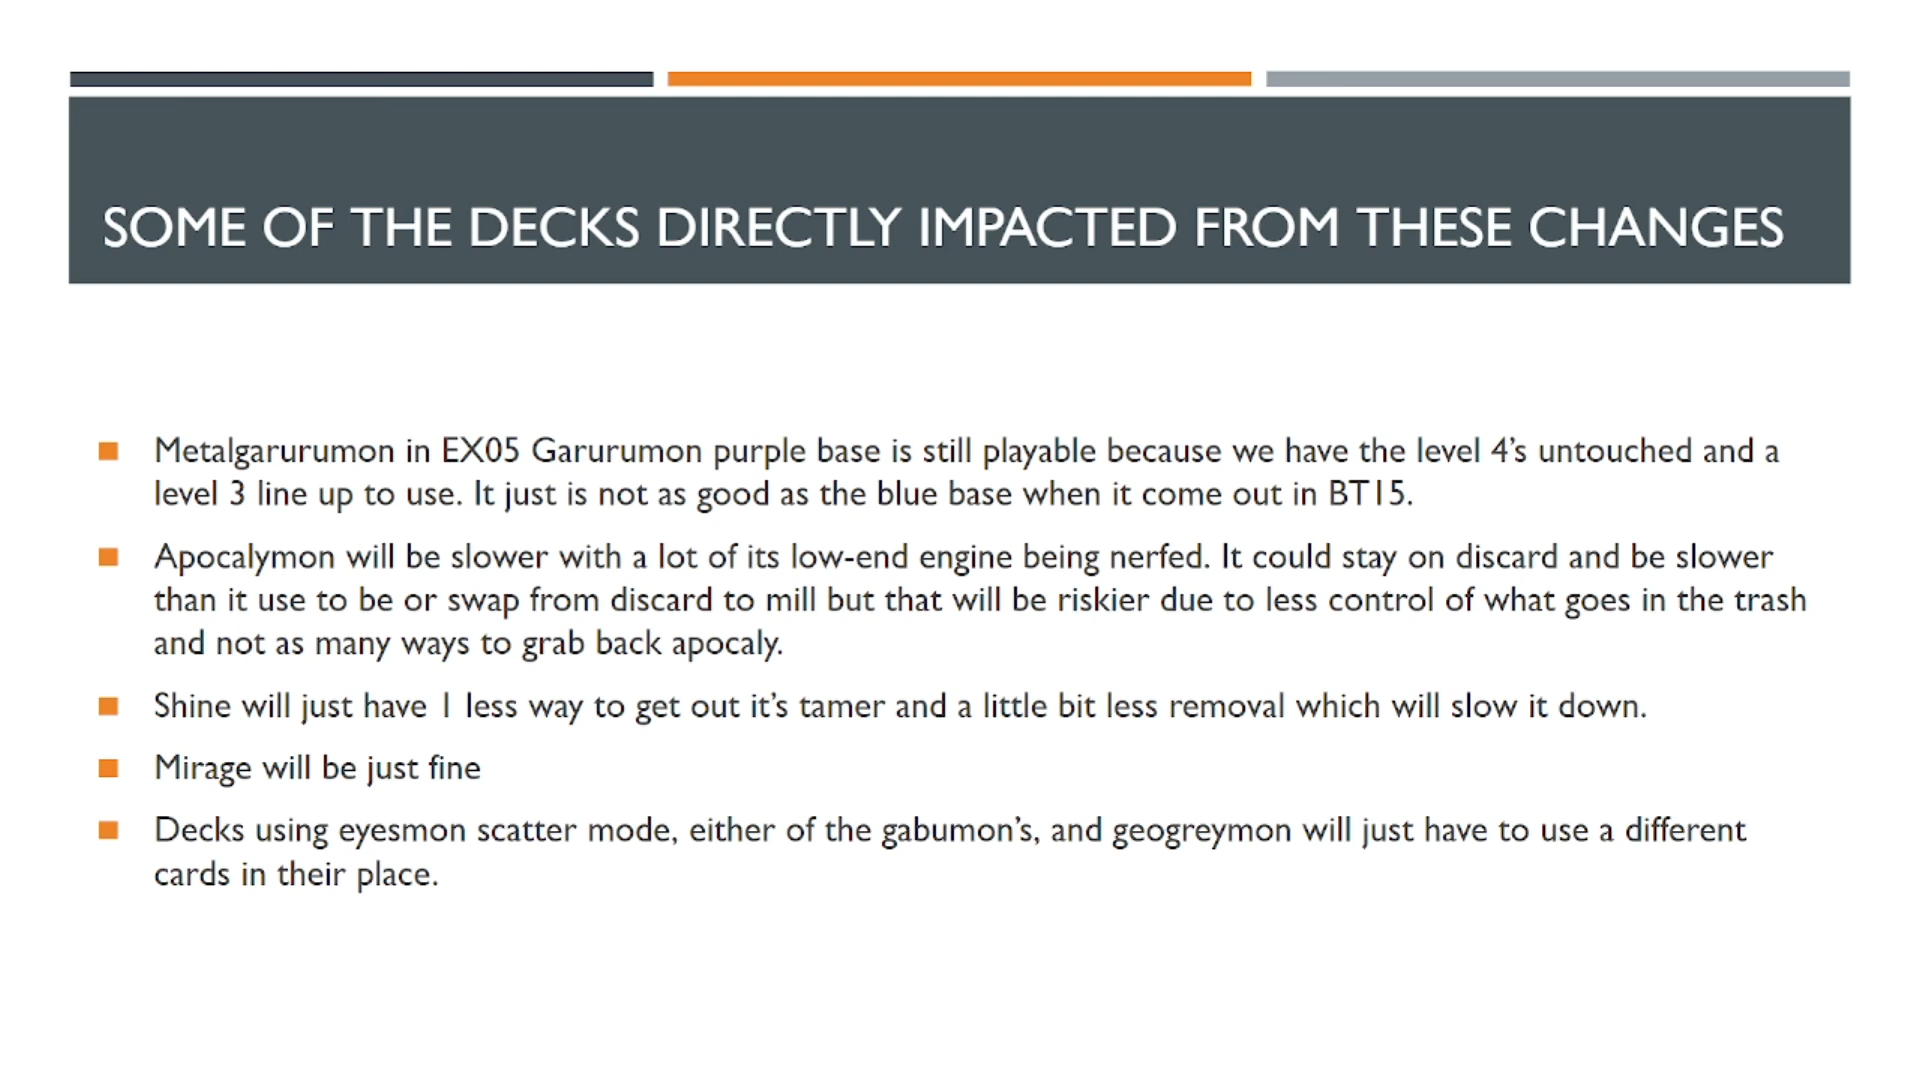 SOME OF THE DECKS DIRECTLY IMPACTED FROM THESE CHANGES
Metalgarurumon in EX05 Garurumon purple base is still playable because we have the level 4's untouched and a
level 3 line up to use. It just is not as good as the blue base when it come out in BT15.
Apocalymon will be slower with a lot of its low-end engine being nerfed. It could stay on discard and be slower
than it use to be or swap from discard to mill but that will be riskier due to less control of what goes in the trash
and not as many ways to grab back apocaly.
Shine will just have 1 less way to get out it's tamer and a little bit less removal which will slow it down.
Mirage will be just fine
Decks using eyesmon scatter mode, either of the gabumon's, and geogreymon will just have to use a different
cards in their place.